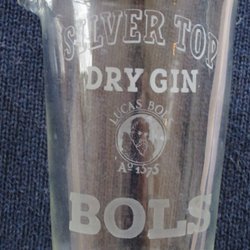 SILVER TOP
DRY GIN
LUCAS BOLS
Aº 1575
BOLS